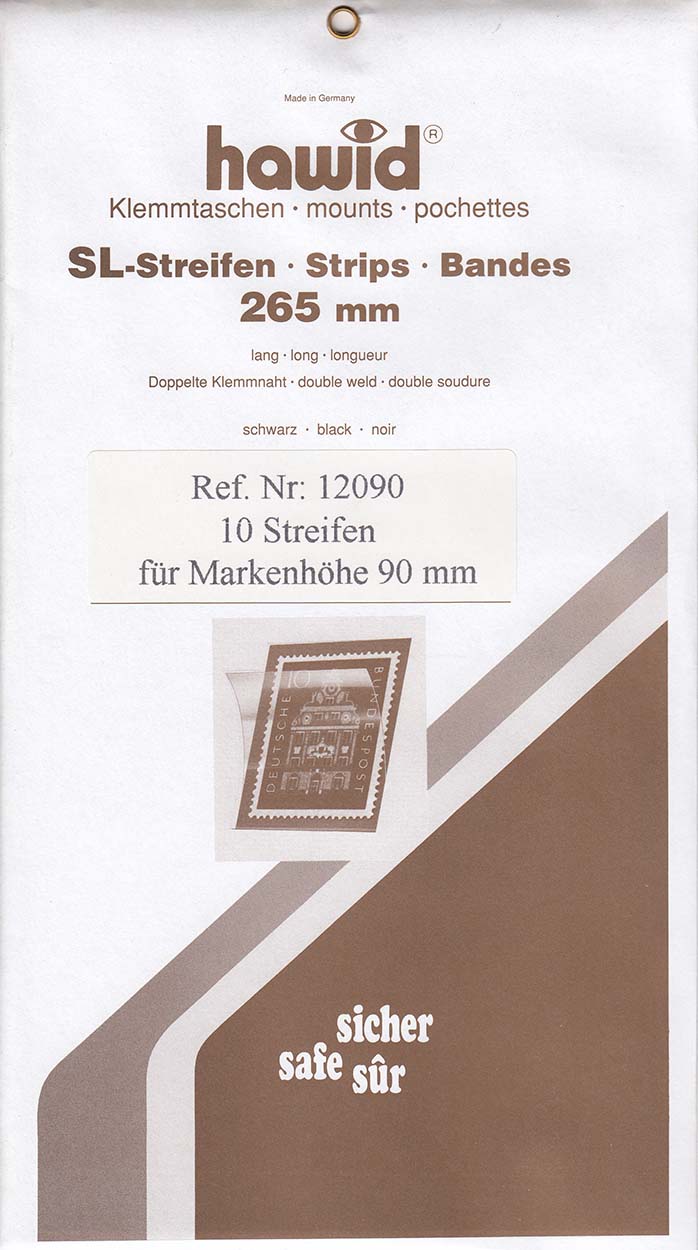 Made in Germany
hawid®
Klemmtaschen · mounts · pochettes
SL-Streifen · Strips · Bandes
265 mm
lang · long · longueur
Doppelte Klemmnaht · double weld · double soudure
schwarz · black · noir
Ref. Nr: 12090
10 Streifen
für Markenhöhe 90 mm
10
DEUTSCHE
BUNDESPOST
sicher
safe
sûr